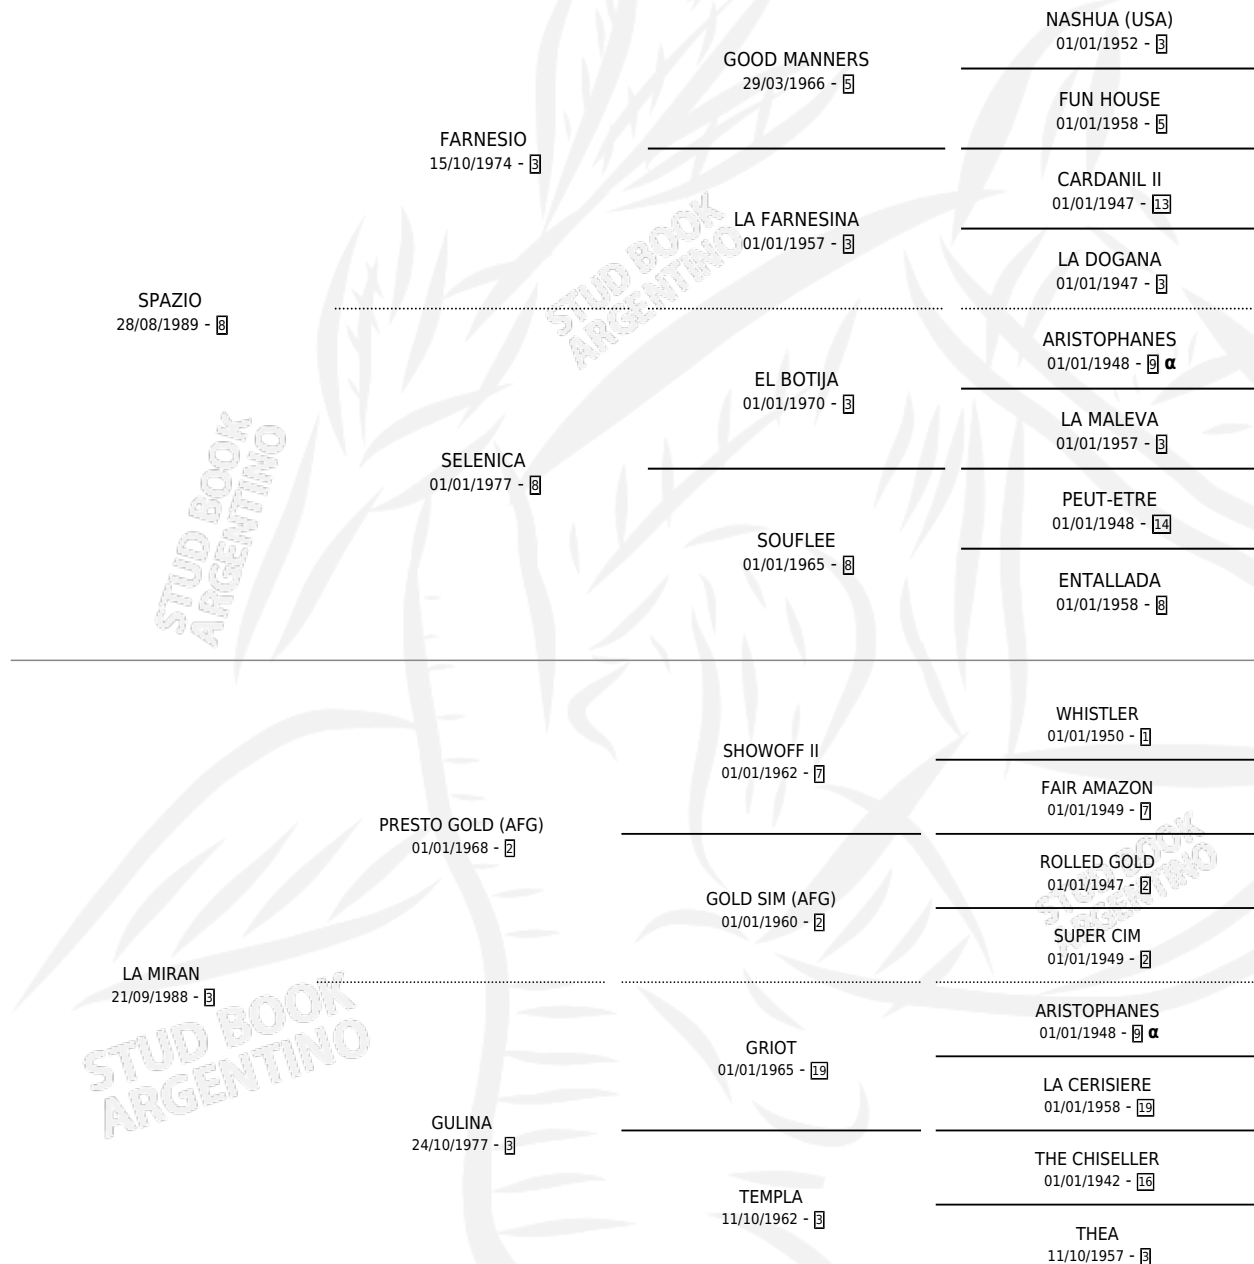 NASHUA (USA)
01/01/1952 - 3
GOOD MANNERS
29/03/1966 - 5
FUN HOUSE
01/01/1958 - 5
FARNESIO
15/10/1974 - 3
CARDANIL II
01/01/1947 - 13
LA FARNESINA
01/01/1957 - 3
LA DOGANA
01/01/1947 - 3
SPAZIO
28/08/1989 - 8
ARISTOPHANES
01/01/1948 - 9 α
EL BOTIJA
01/01/1970 - 3
LA MALEVA
01/01/1957 - 3
SELENICA
01/01/1977 - 8
PEUT-ETRE
01/01/1948 - 14
SOUFLEE
01/01/1965 - 8
ENTALLADA
01/01/1958 - 8
WHISTLER
01/01/1950 - 1
SHOWOFF II
01/01/1962 - 7
FAIR AMAZON
01/01/1949 - 7
PRESTO GOLD (AFG)
01/01/1968 - 2
ROLLED GOLD
01/01/1947 - 2
GOLD SIM (AFG)
01/01/1960 - 2
SUPER CIM
01/01/1949 - 2
LA MIRAN
21/09/1988 - 3
ARISTOPHANES
01/01/1948 - 9 α
GRIOT
01/01/1965 - 19
LA CERISIERE
01/01/1958 - 19
GULINA
24/10/1977 - 3
THE CHISELLER
01/01/1942 - 16
TEMPLA
11/10/1962 - 3
THEA
11/10/1957 - 3
STUD BOOK
ARGENTINO
STUD BOOK
ARGENTINO
STUD BOOK
ARGENTINO
STUD BOOK
ARGENTINO